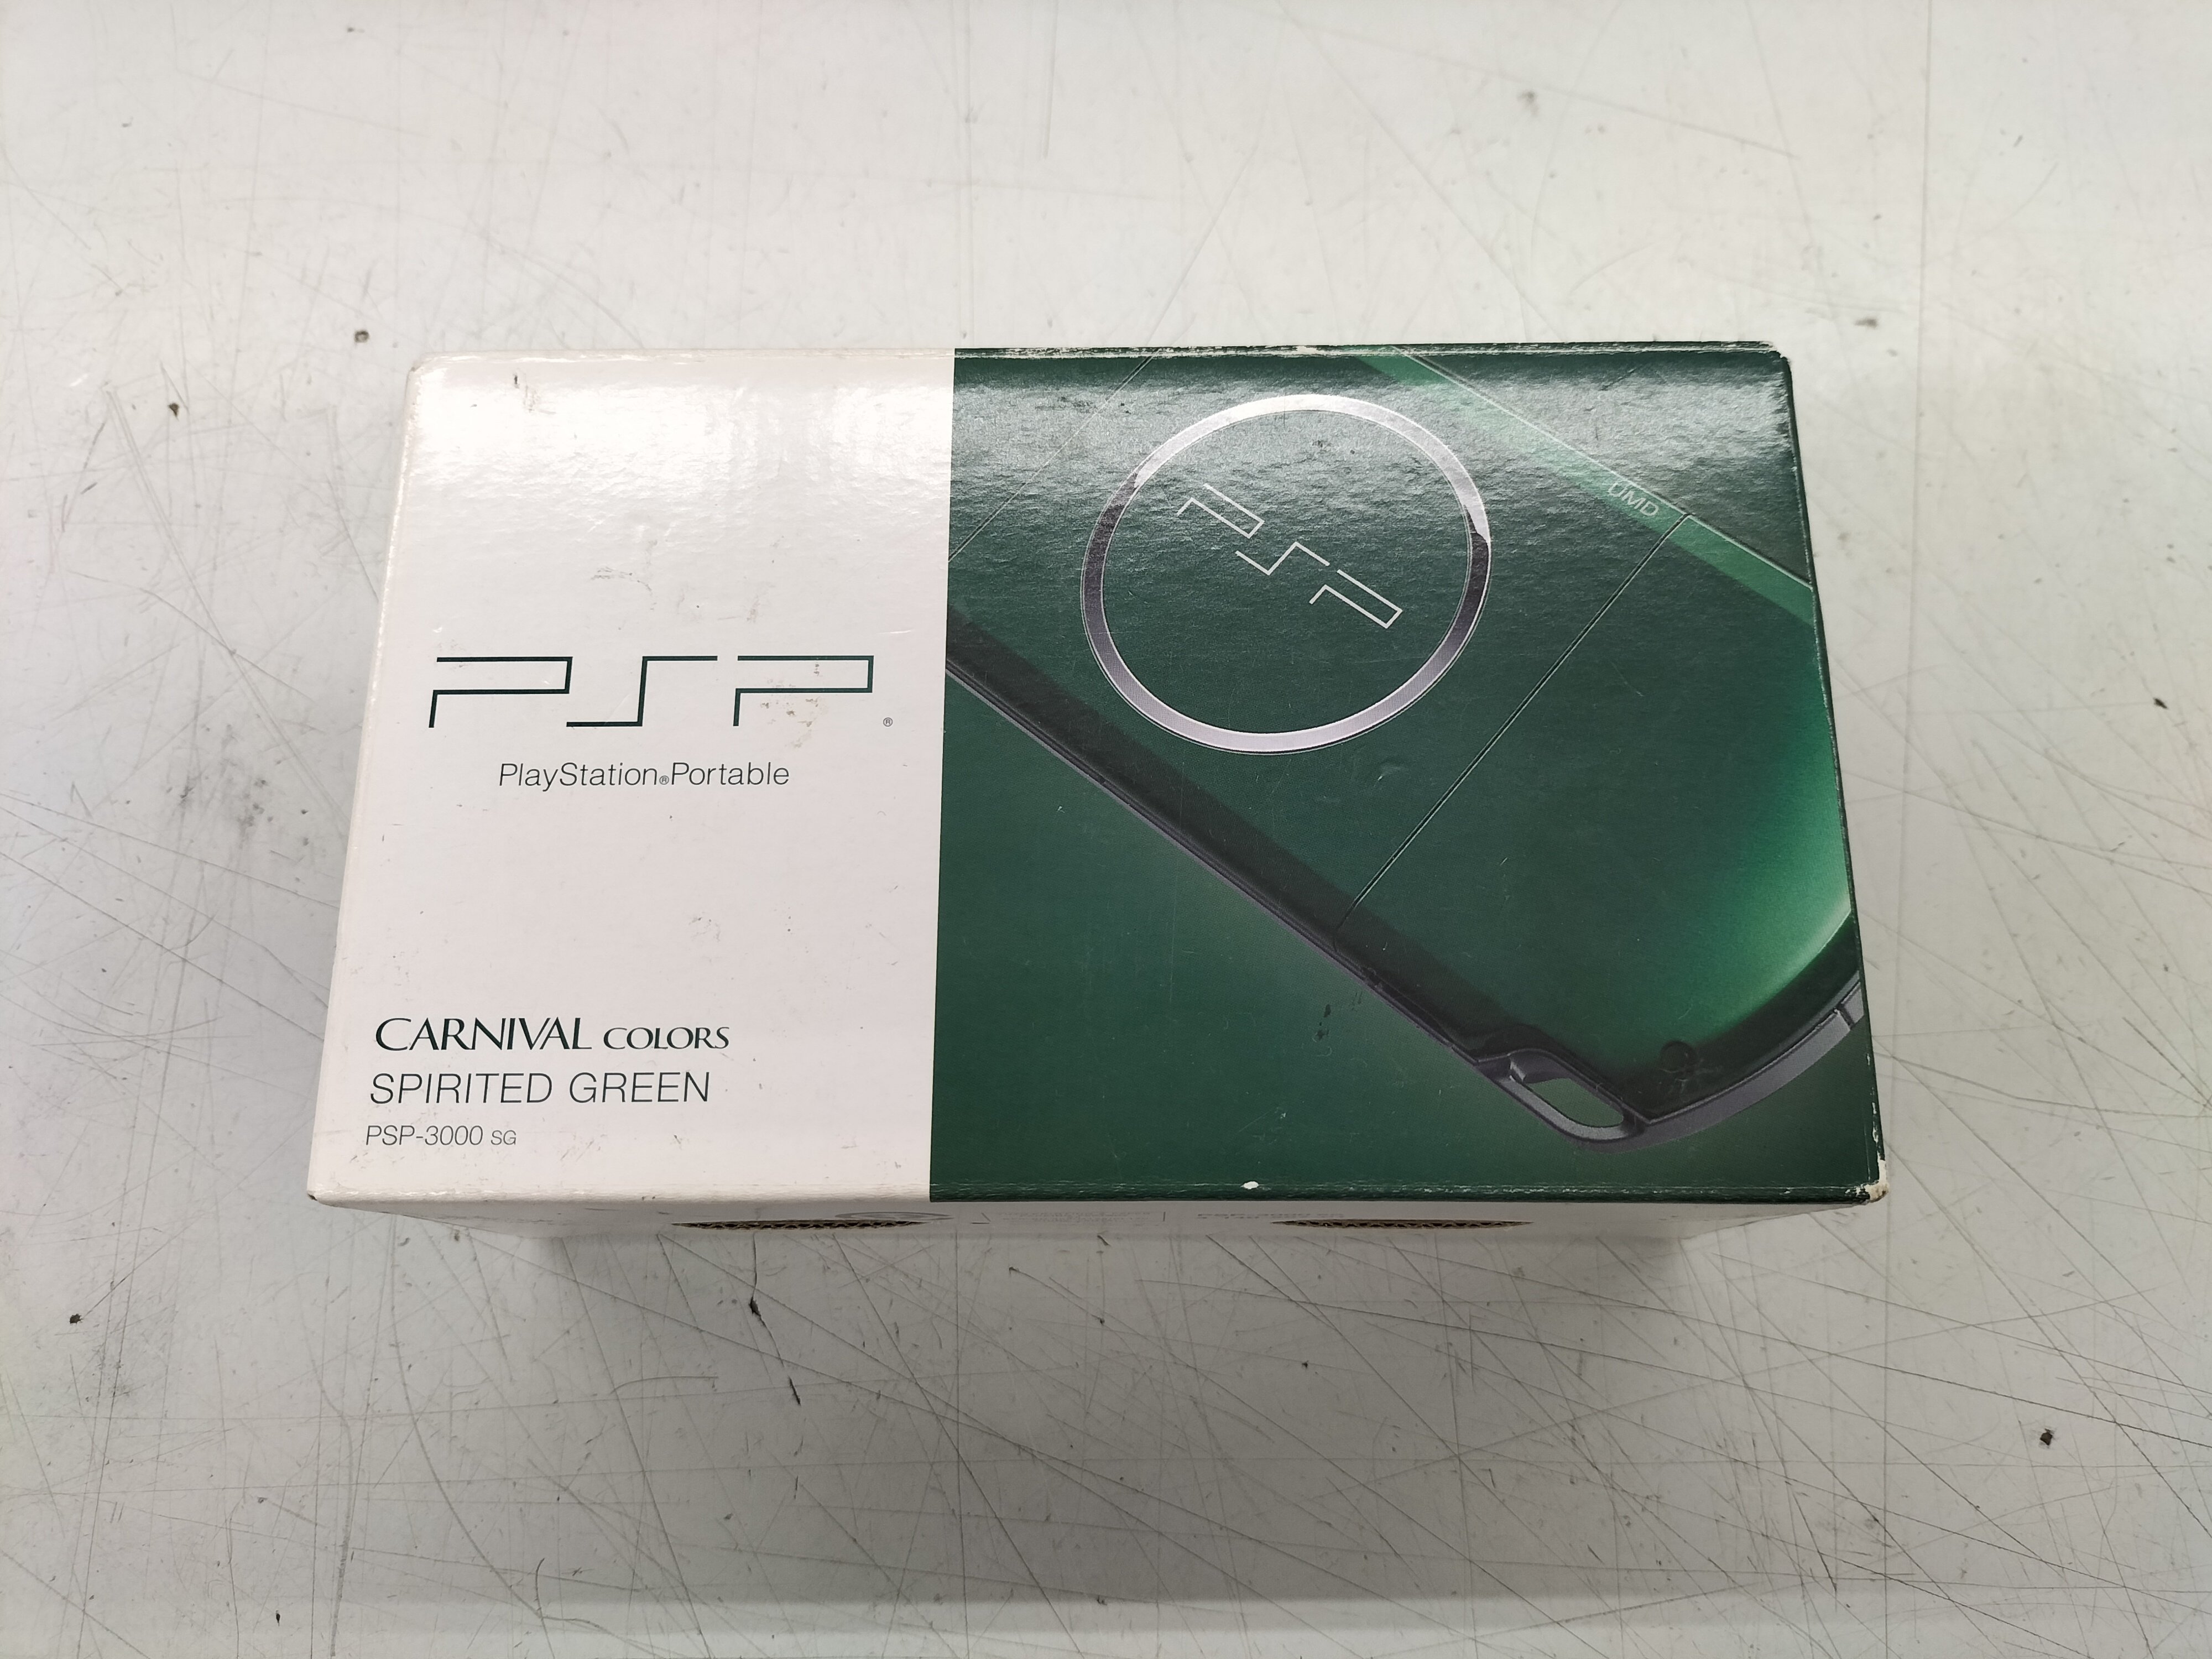 PSP®
PlayStation®Portable
CARNIVAL COLORS
SPIRITED GREEN
PSP-3000 SG
PSP
UMD